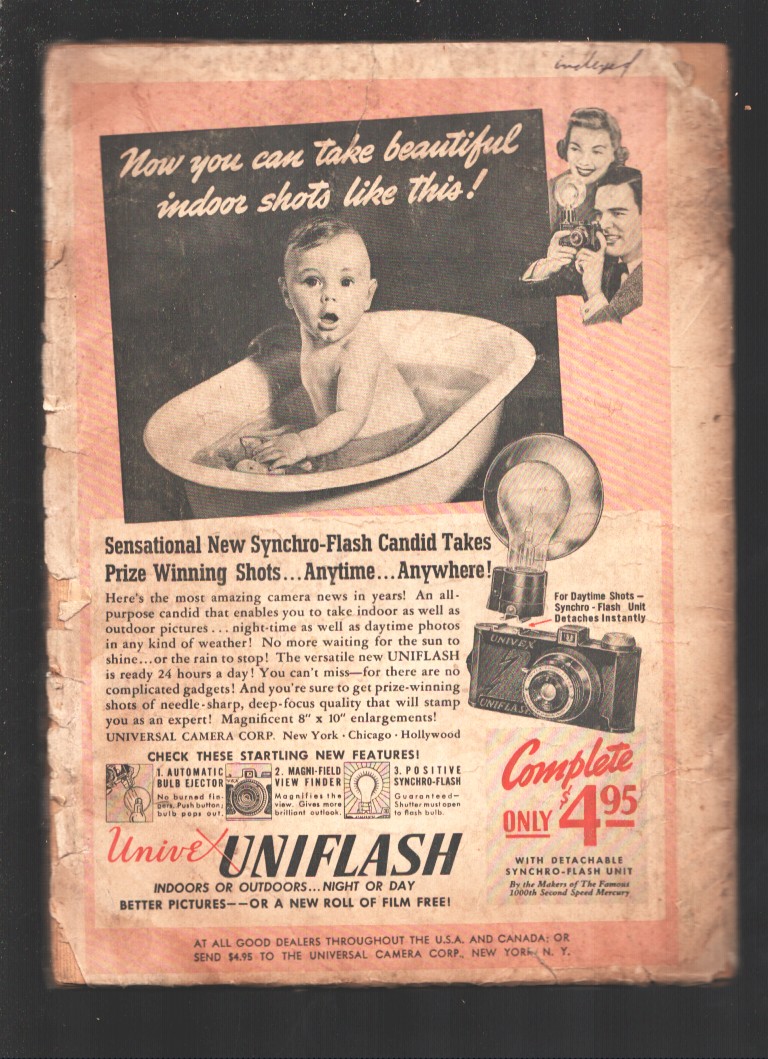 indexed
Now you can take beautiful
indoor shots like this!
Sensational New Synchro-Flash Candid Takes
Prize Winning Shots...Anytime...Anywhere!
Here's the most amazing camera news in years! An all-
purpose candid that enables you to take indoor as well as
outdoor pictures... night-time as well as daytime photos
in any kind of weather! No more waiting for the sun to
shine...or the rain to stop! The versatile new UNIFLASH
is ready 24 hours a day! You can't miss—for there are no
complicated gadgets! And you're sure to get prize-winning
shots of needle-sharp, deep-focus quality that will stamp
you as an expert! Magnificent 8" x 10" enlargements!
UNIVERSAL CAMERA CORP. New York · Chicago · Hollywood
For Daytime Shots—
Synchro-Flash Unit
Detaches Instantly
UNIVEX
UNIFLASH
CHECK THESE STARTLING NEW FEATURES!
1. AUTOMATIC
BULB EJECTOR
No burned fin-
gers. Push button;
bulb pops out.
2. MAGNI-FIELD
VIEW FINDER
Magnifies the
view. Gives more
brilliant outlook.
3. POSITIVE
SYNCHRO-FLASH
Guaranteed—
Shutter must open
to flash bulb.
Complete
ONLY $4.95
WITH DETACHABLE
SYNCHRO-FLASH UNIT
By the Makers of The Famous
1000th Second Speed Mercury
UniveX UNIFLASH
INDOORS OR OUTDOORS...NIGHT OR DAY
BETTER PICTURES——OR A NEW ROLL OF FILM FREE!
AT ALL GOOD DEALERS THROUGHOUT THE U.S.A. AND CANADA; OR
SEND $4.95 TO THE UNIVERSAL CAMERA CORP., NEW YORK, N. Y.